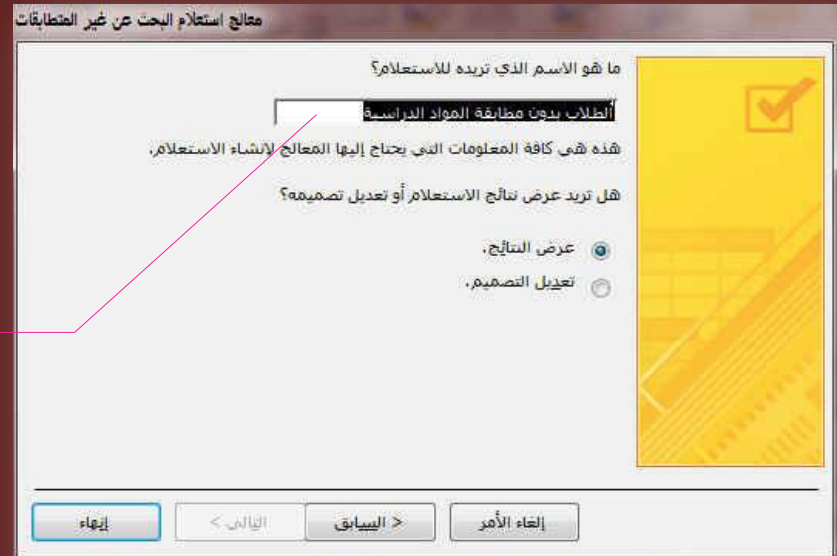 معالج استعلام البحث عن غير المتطابقات
ما هو الاسم الذي تريده للاستعلام؟
ألطلاب بدون مطابقة المواد الدراسية
هذه هي كافة المعلومات التي يحتاج إليها المعالج لإنشاء الاستعلام.
هل تريد عرض نتائج الاستعلام أو تعديل تصميمه؟
عرض النتائج.
تعديل التصميم.
إلغاء الأمر
< السابق
التالي >
إنهاء